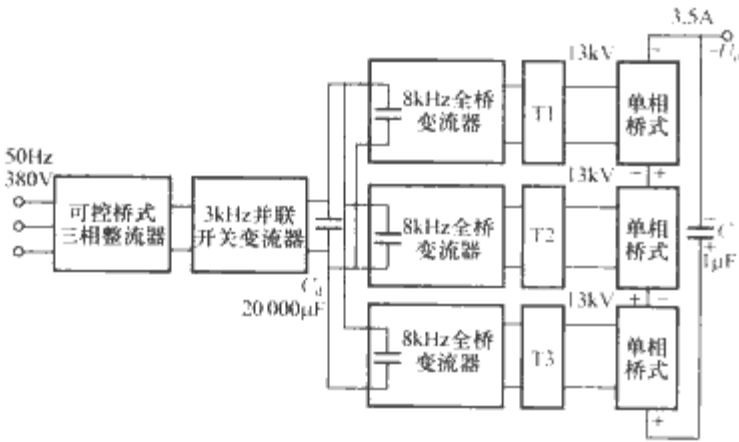 50Hz
380V
可控桥式
三相整流器
3kHz并联
开关变流器
C_d
20 000μF
8kHz全桥
变流器
T1
13kV
单相
桥式
3.5A
8kHz全桥
变流器
T2
13kV
− +
单相
桥式
C
1μF
8kHz全桥
变流器
T3
13kV
+ −
单相
桥式
+